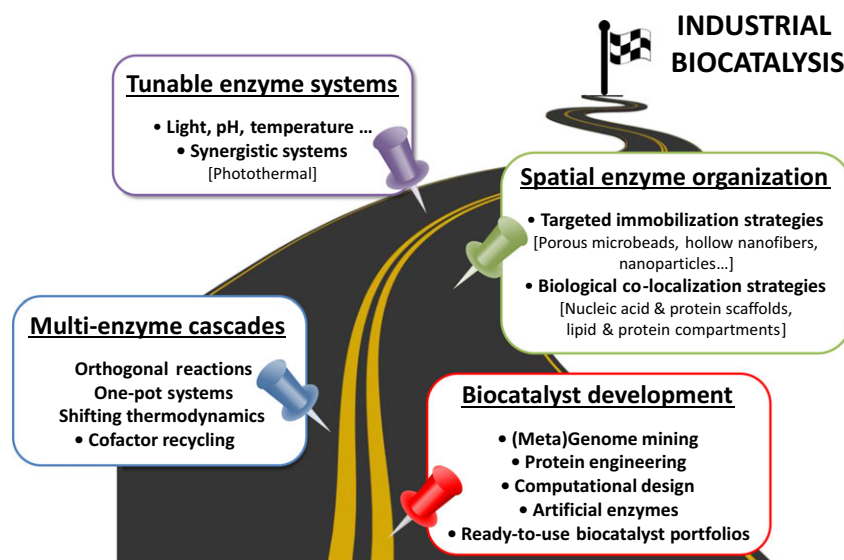 INDUSTRIAL
BIOCATALYSIS
Tunable enzyme systems
• Light, pH, temperature ...
• Synergistic systems
[Photothermal]
Spatial enzyme organization
• Targeted immobilization strategies
[Porous microbeads, hollow nanofibers,
nanoparticles...]
• Biological co-localization strategies
[Nucleic acid & protein scaffolds,
lipid & protein compartments]
Multi-enzyme cascades
Orthogonal reactions
One-pot systems
Shifting thermodynamics
• Cofactor recycling
Biocatalyst development
• (Meta)Genome mining
• Protein engineering
• Computational design
• Artificial enzymes
• Ready-to-use biocatalyst portfolios